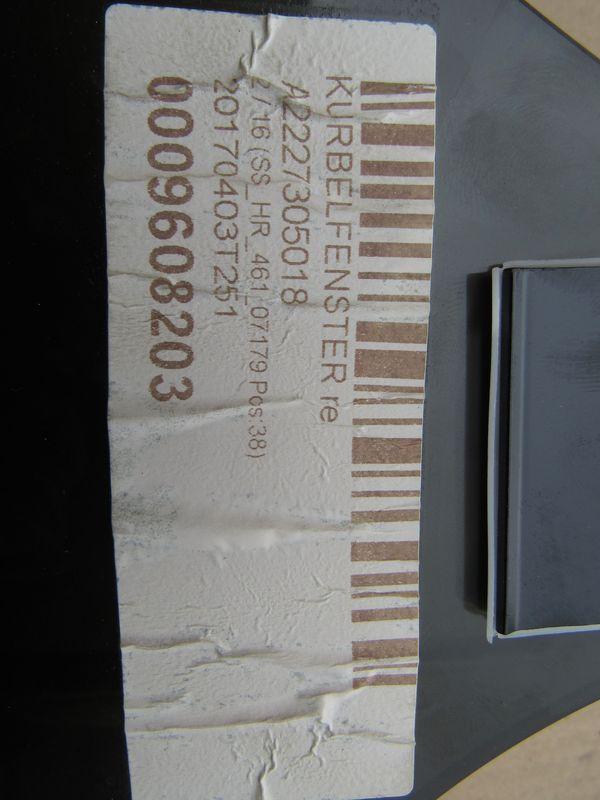 KURBELFENSTER re
A2227305018
2 / 16 (SS_HR_461_07179 Pos:38)
20170403T251
0009608203